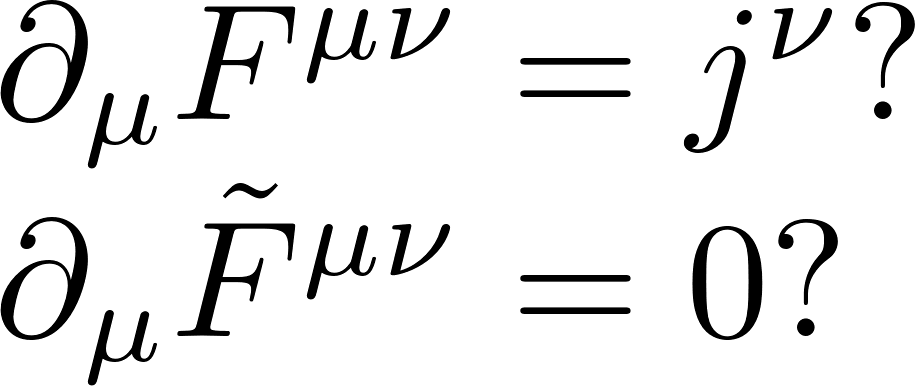 ∂_μ F^{μν} = j^ν?
∂_μ F̃^{μν} = 0?